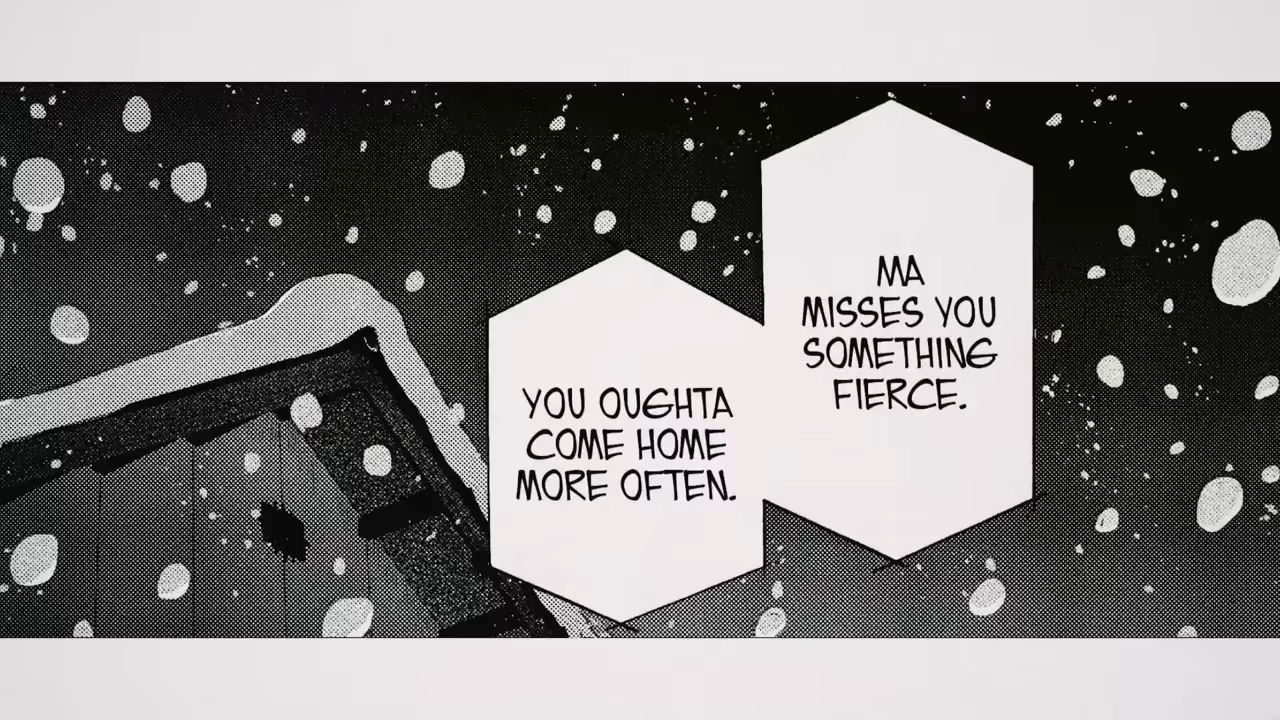 MA
MISSES YOU
SOMETHING
FIERCE.
YOU OUGHTA
COME HOME
MORE OFTEN.